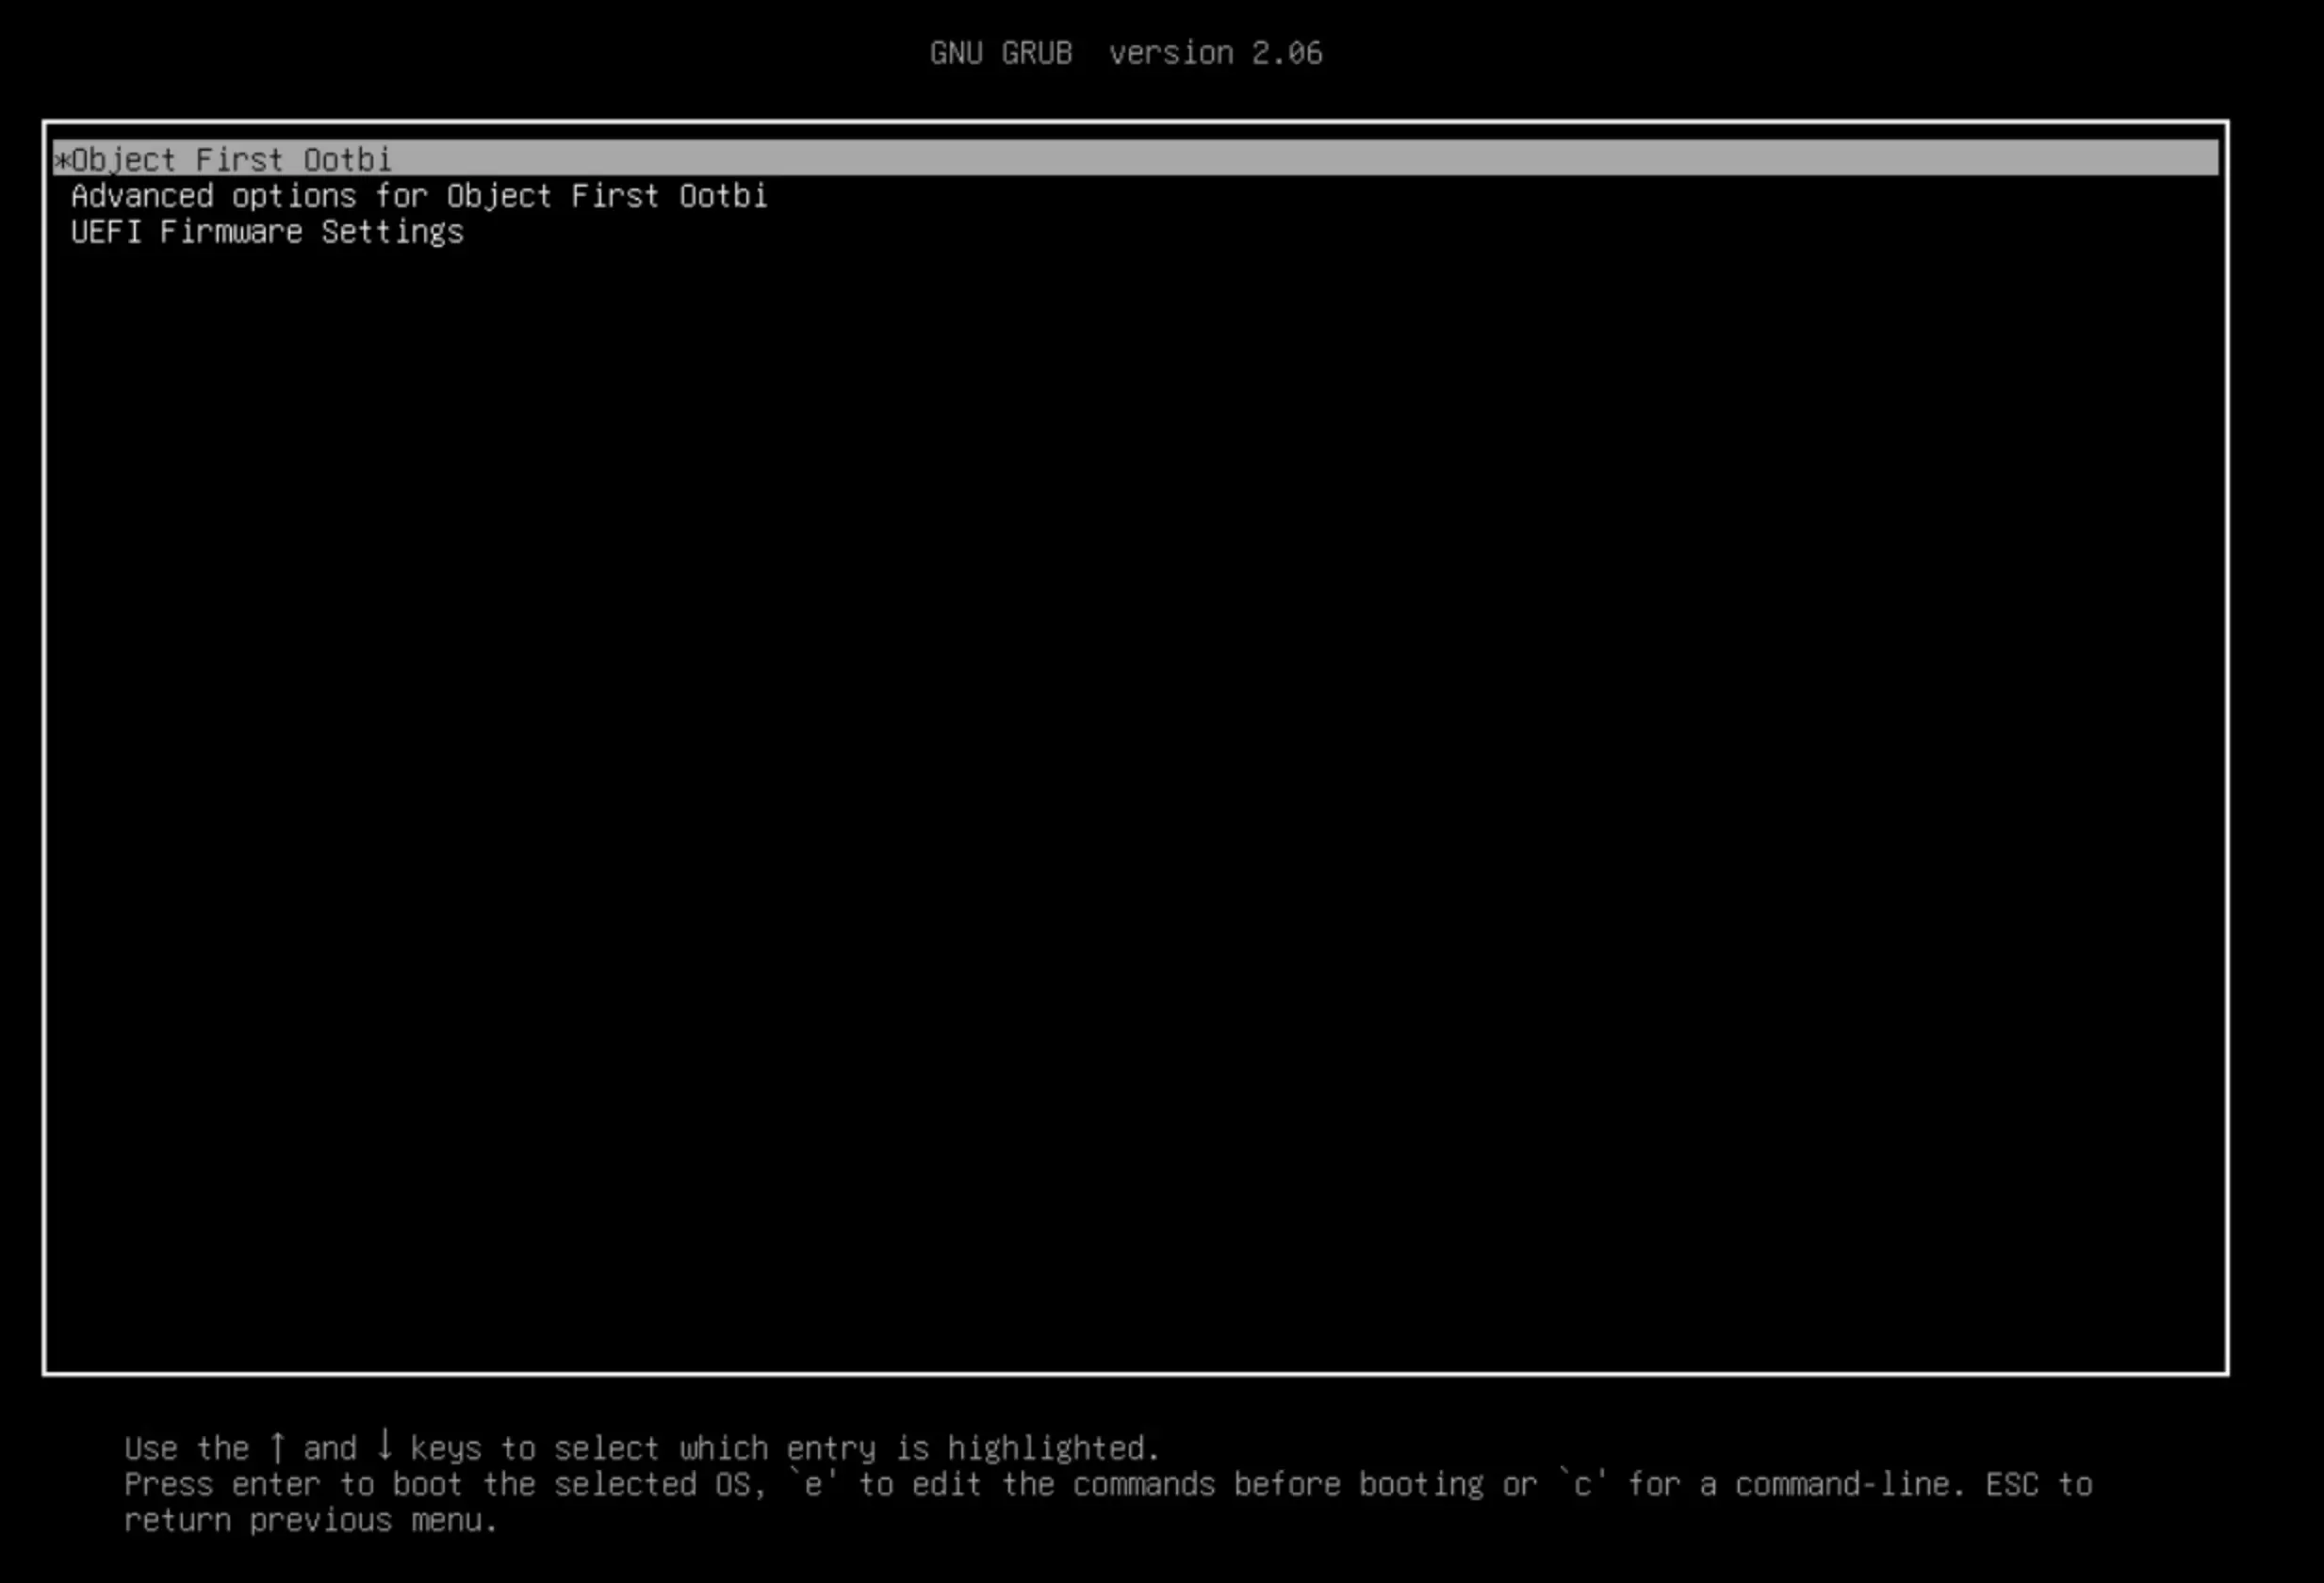 GNU GRUB  version 2.06
*Object First Ootbi
Advanced options for Object First Ootbi
UEFI Firmware Settings
Use the ↑ and ↓ keys to select which entry is highlighted.
Press enter to boot the selected OS, `e' to edit the commands before booting or `c' for a command-line. ESC to
return previous menu.